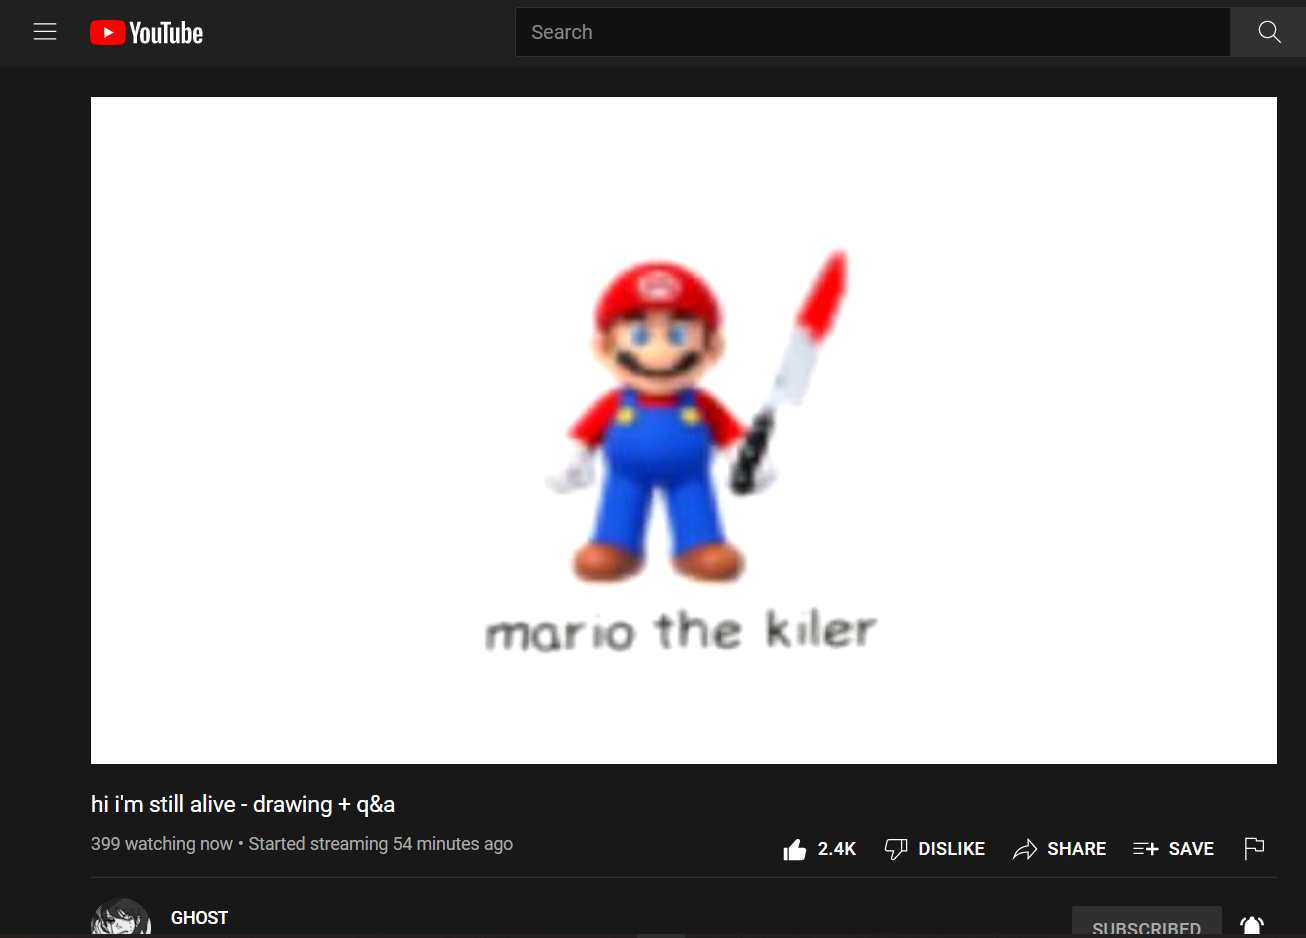 YouTube
Search
mario the kiler
hi i'm still alive - drawing + q&a
399 watching now • Started streaming 54 minutes ago
2.4K DISLIKE SHARE SAVE
GHOST
SUBSCRIBED